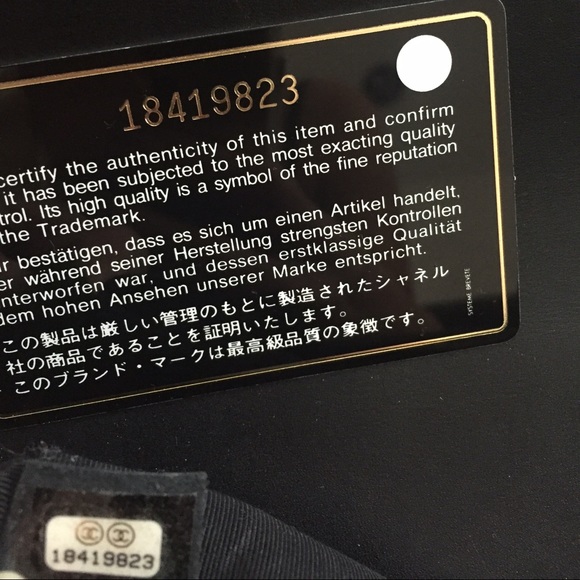 18419823
certify the authenticity of this item and confirm
it has been subjected to the most exacting quality
trol. Its high quality is a symbol of the fine reputation
the Trademark.
ir bestätigen, dass es sich um einen Artikel handelt,
er während seiner Herstellung strengsten Kontrollen
nterworfen war, und dessen erstklassige Qualität
dem hohen Ansehen unserer Marke entspricht.
この製品は厳しい管理のもとに製造されたシャネル
社の商品であることを証明いたします。
このブランド・マークは最高級品質の象徴です。
SYSTEME BREVETE
18419823